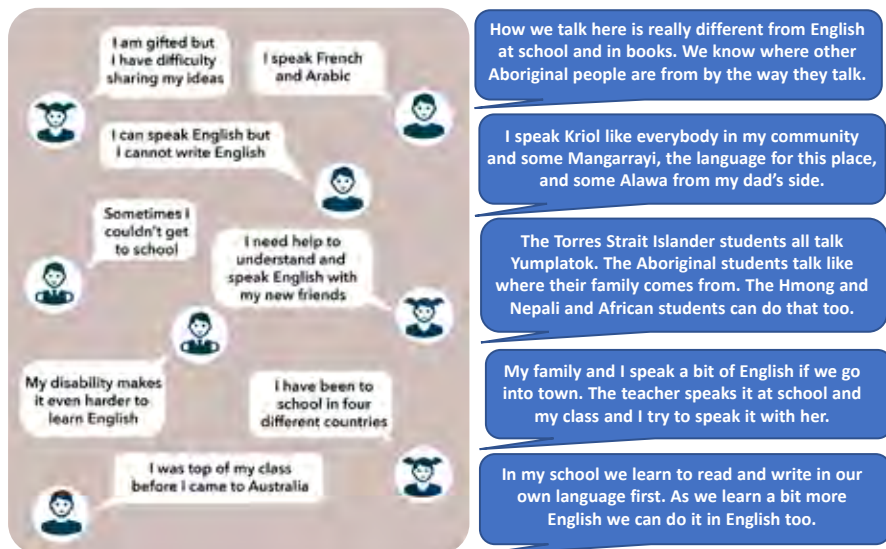 I am gifted but
I have difficulty
sharing my ideas
I speak French
and Arabic
I can speak English but
I cannot write English
Sometimes I
couldn't get
to school
I need help to
understand and
speak English with
my new friends
My disability makes
it even harder to
learn English
I have been to
school in four
different countries
I was top of my class
before I came to Australia
How we talk here is really different from English
at school and in books. We know where other
Aboriginal people are from by the way they talk.
I speak Kriol like everybody in my community
and some Mangarrayi, the language for this place,
and some Alawa from my dad's side.
The Torres Strait Islander students all talk
Yumplatok. The Aboriginal students talk like
where their family comes from. The Hmong and
Nepali and African students can do that too.
My family and I speak a bit of English if we go
into town. The teacher speaks it at school and
my class and I try to speak it with her.
In my school we learn to read and write in our
own language first. As we learn a bit more
English we can do it in English too.